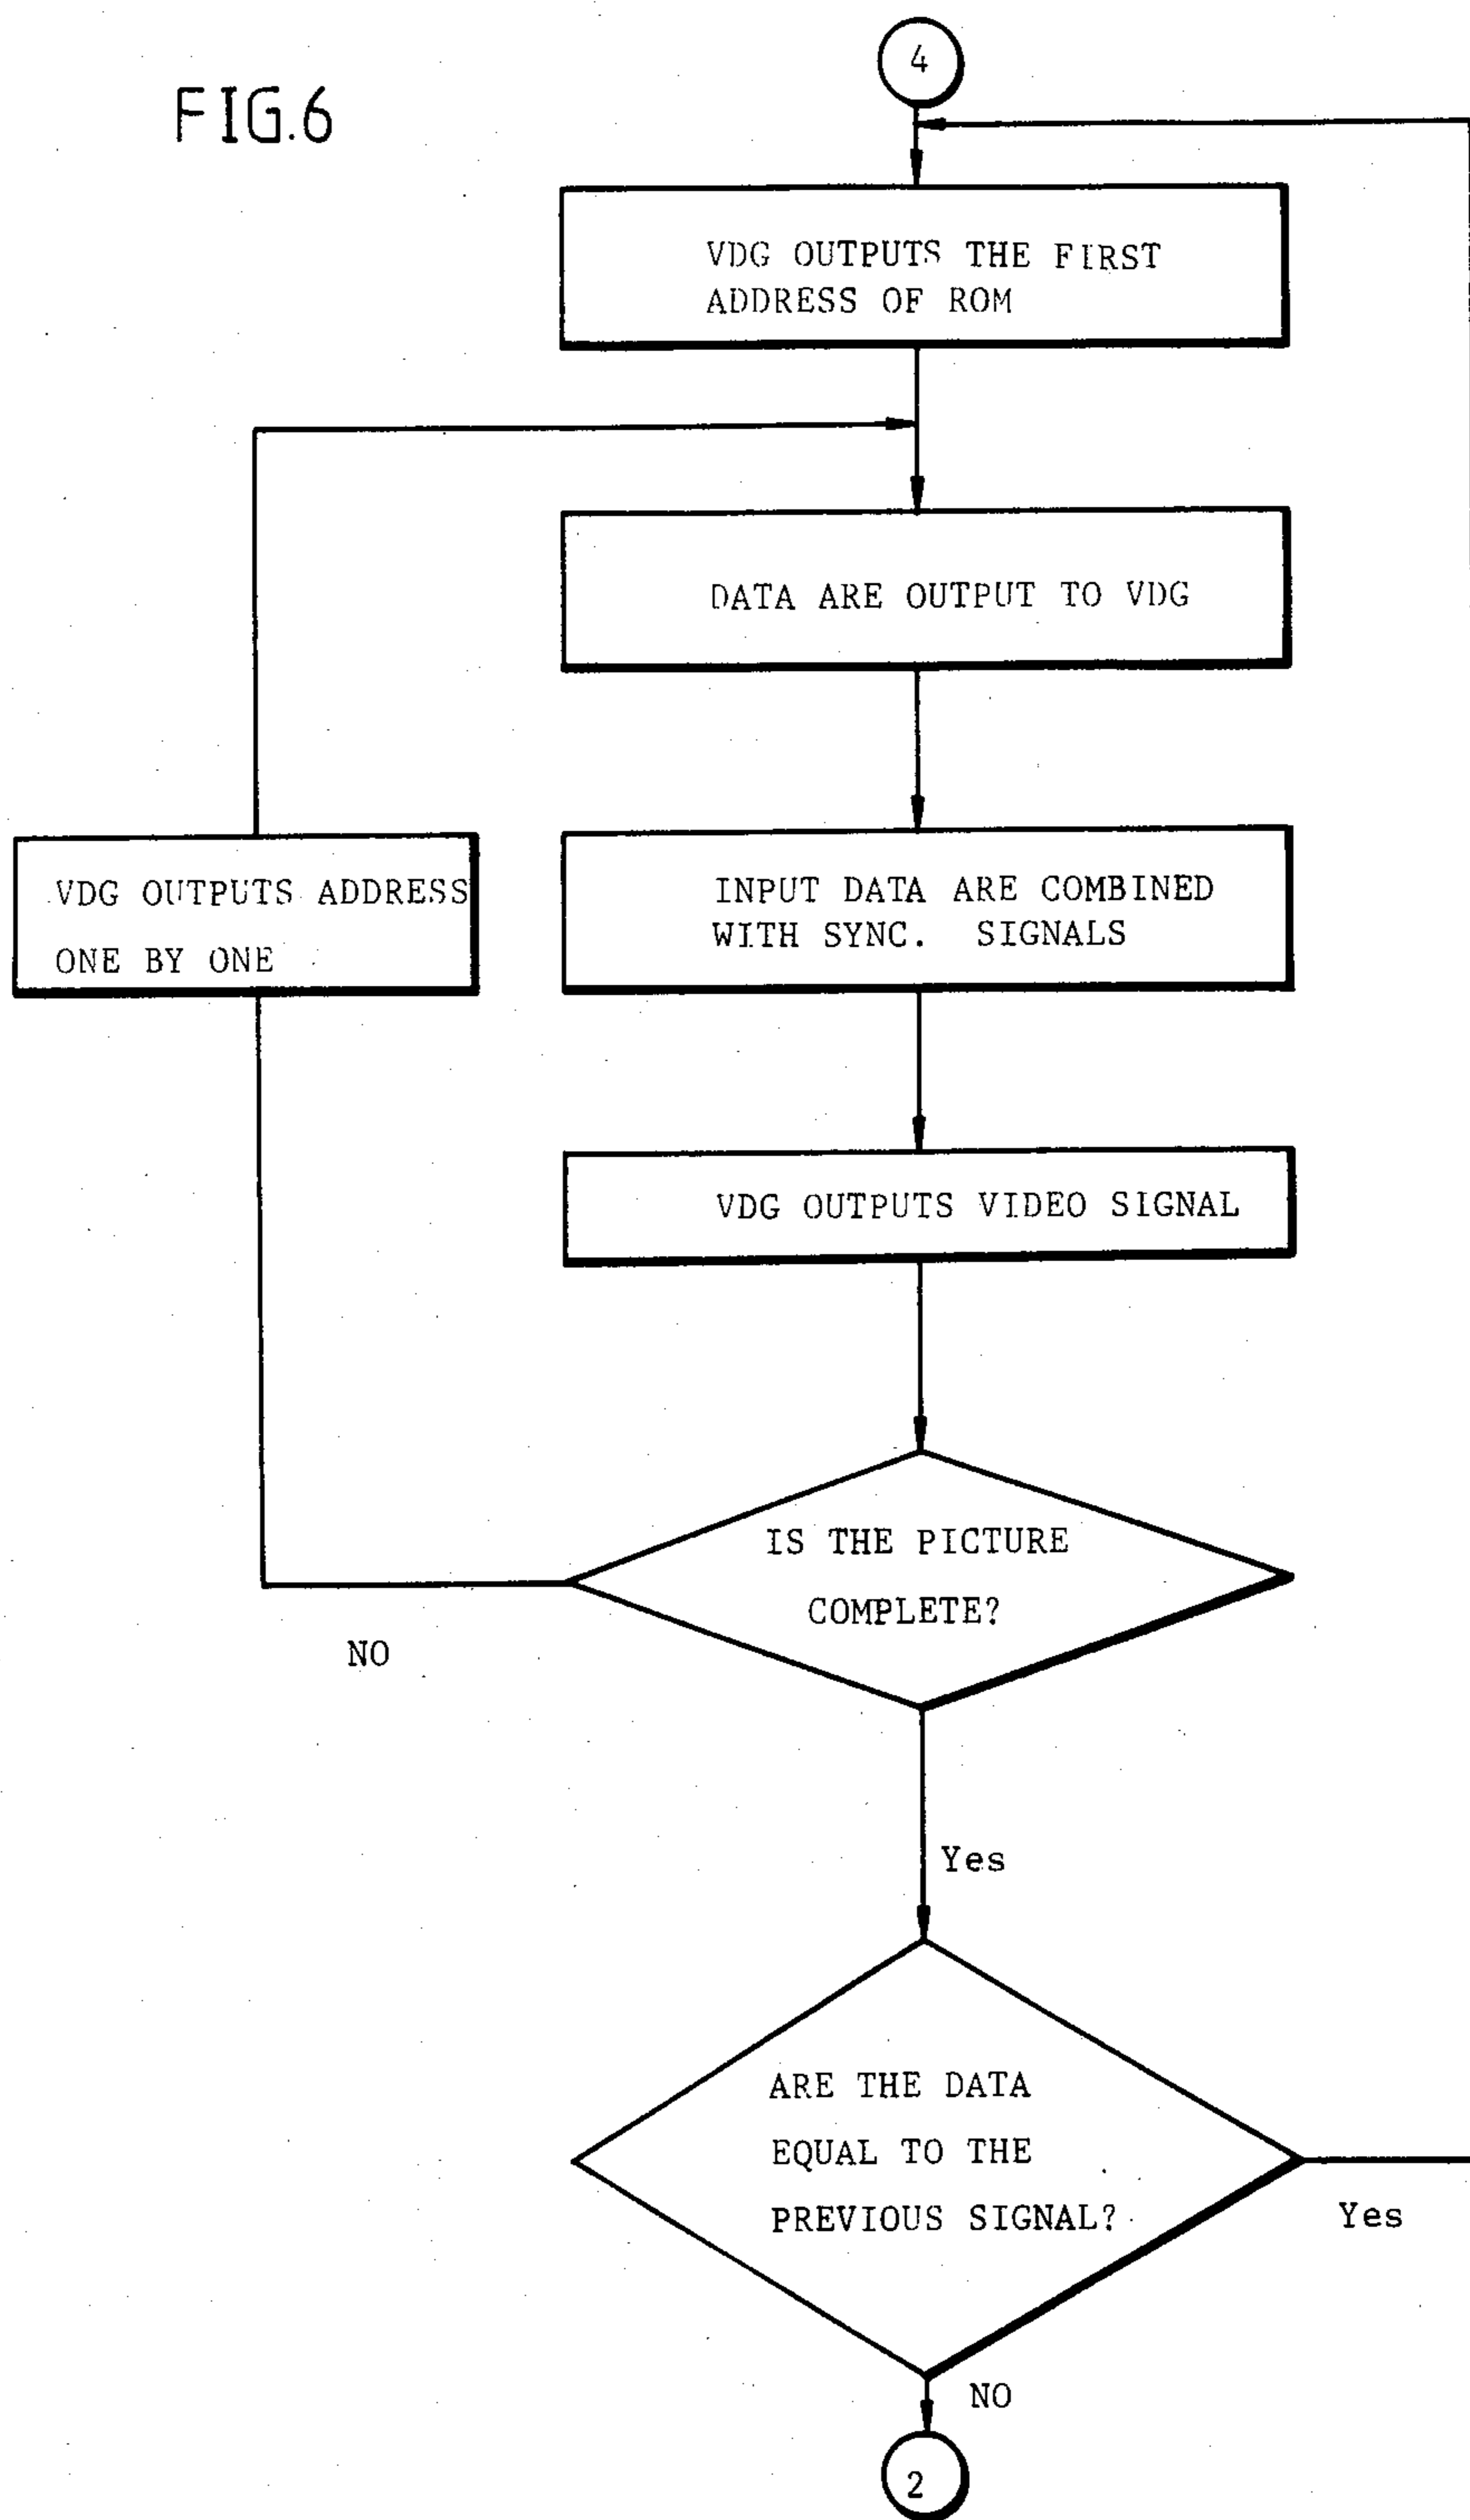 FIG.6
4
VDG OUTPUTS THE FIRST
ADDRESS OF ROM
DATA ARE OUTPUT TO VDG
VDG OUTPUTS ADDRESS
ONE BY ONE
INPUT DATA ARE COMBINED
WITH SYNC. SIGNALS
VDG OUTPUTS VIDEO SIGNAL
IS THE PICTURE
COMPLETE?
NO
Yes
ARE THE DATA
EQUAL TO THE
PREVIOUS SIGNAL?
Yes
NO
2